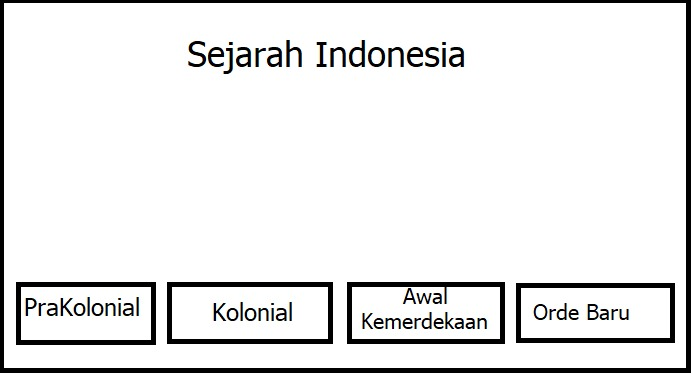 Sejarah Indonesia
PraKolonial
Kolonial
Awal
Kemerdekaan
Orde Baru